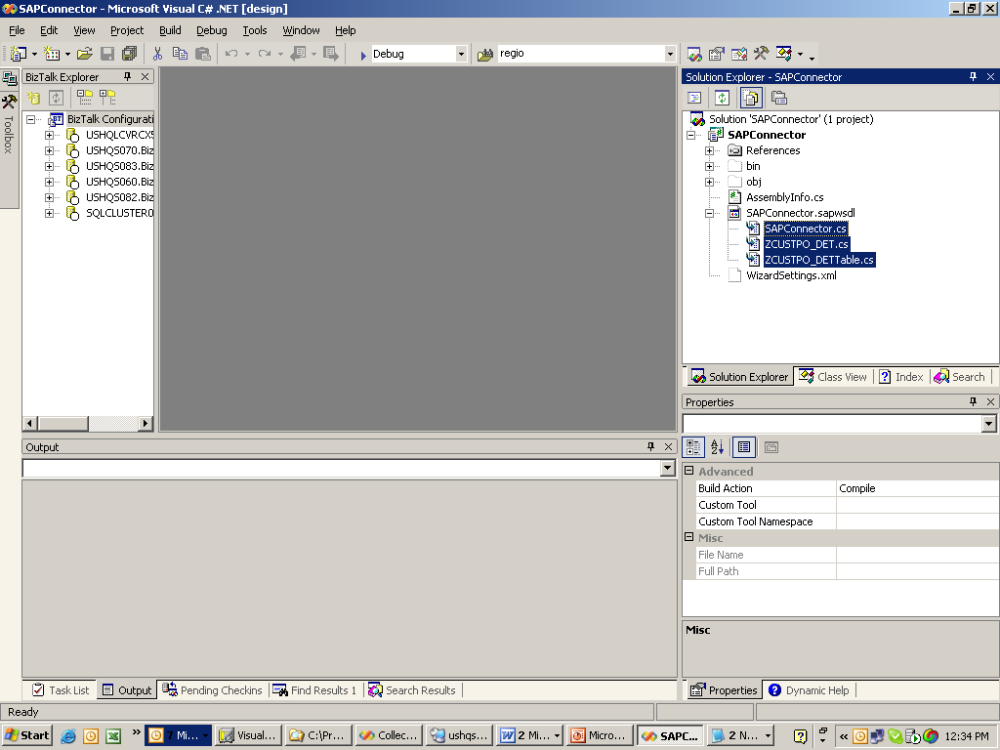 SAPConnector - Microsoft Visual C# .NET [design]
File Edit View Project Build Debug Tools Window Help
Debug regio
BizTalk Explorer
Toolbox
BizTalk Configurati
USHQLCVRCX5
USHQS070.Biz
USHQS083.Biz
USHQS060.Biz
USHQS082.Biz
SQLCLUSTER0
Solution Explorer - SAPConnector
Solution 'SAPConnector' (1 project)
SAPConnector
References
bin
obj
AssemblyInfo.cs
SAPConnector.sapwsdl
SAPConnector.cs
ZCUSTPO_DET.cs
ZCUSTPO_DETTable.cs
WizardSettings.xml
Solution Explorer Class View Index Search
Properties
Advanced
Build Action Compile
Custom Tool
Custom Tool Namespace
Misc
File Name
Full Path
Misc
Properties Dynamic Help
Output
Task List Output Pending Checkins Find Results 1 Search Results
Ready
Start 7 Mi... Visual... C:\Pr... Collec... ushqs... 2 Mi... Micro... SAPC... 2 N... 12:34 PM